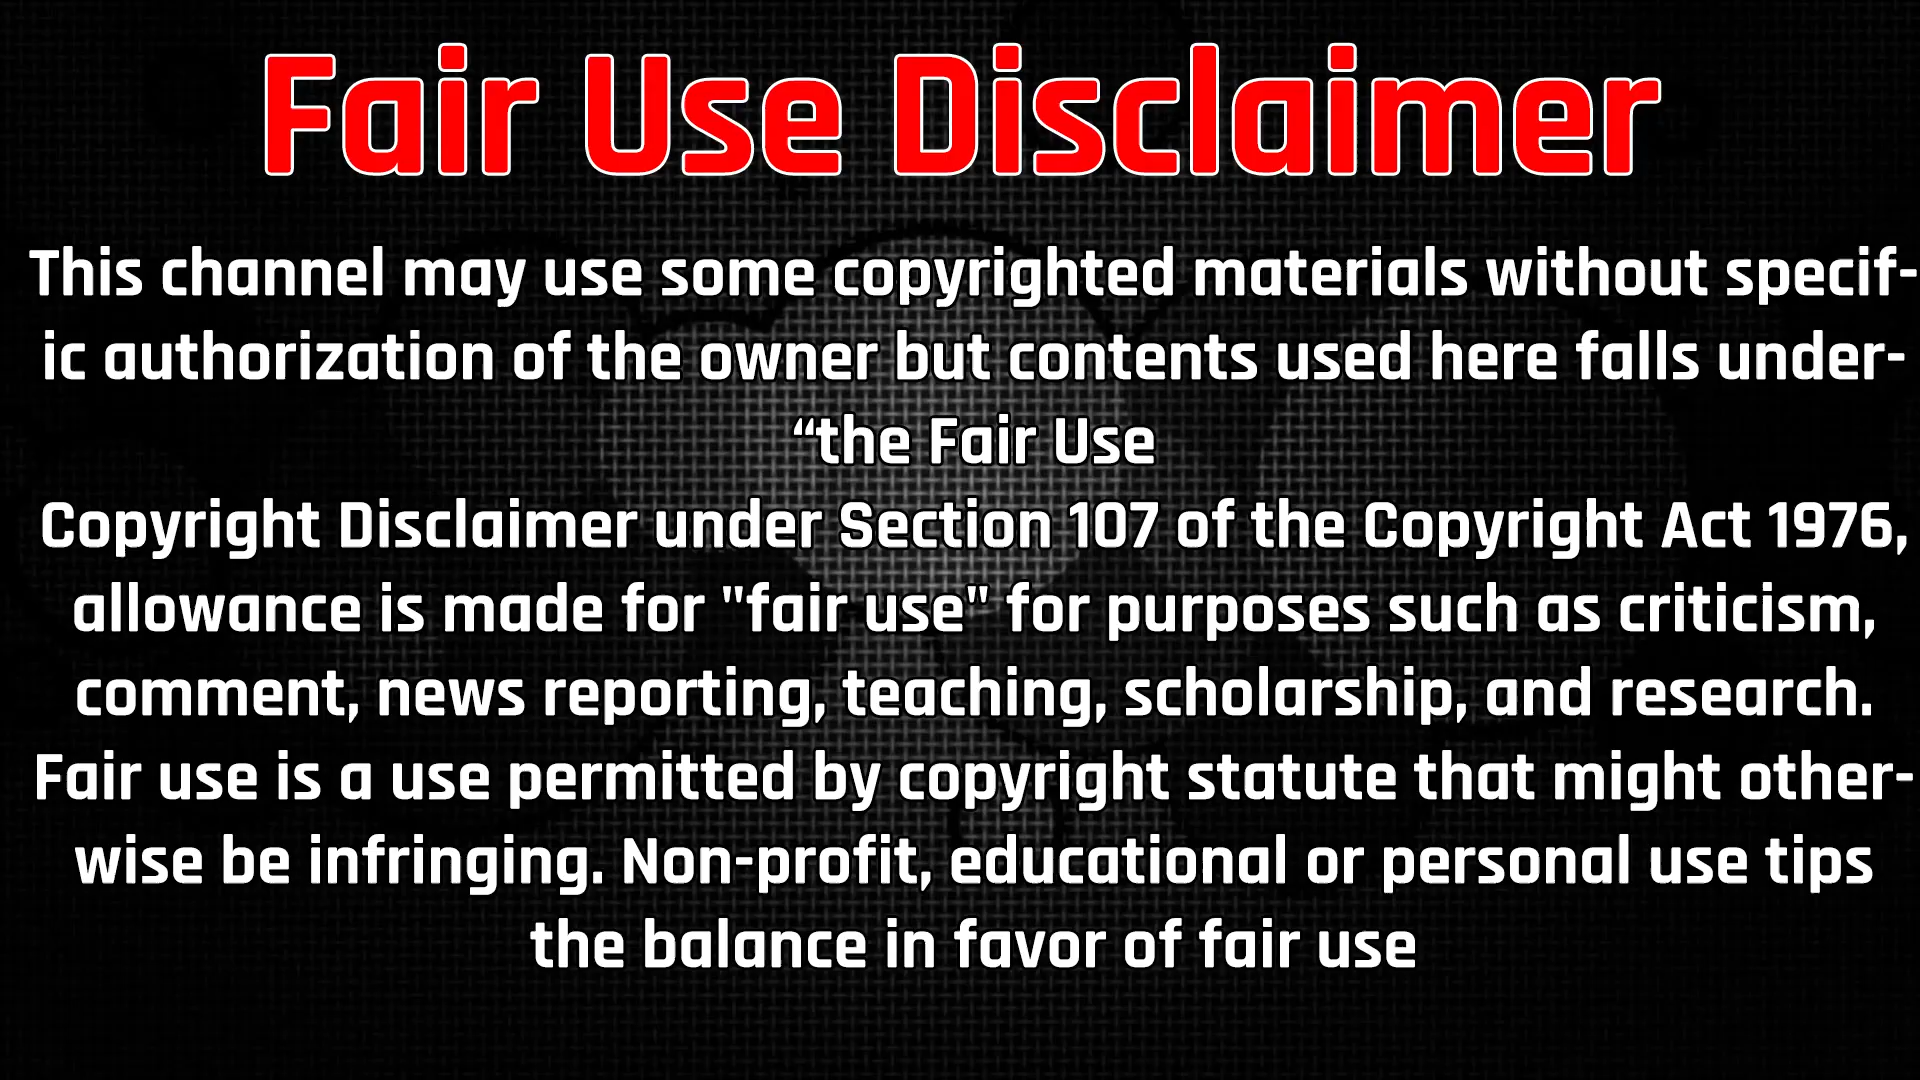 Fair Use Disclaimer
This channel may use some copyrighted materials without specif-
ic authorization of the owner but contents used here falls under-
“the Fair Use
Copyright Disclaimer under Section 107 of the Copyright Act 1976,
allowance is made for "fair use" for purposes such as criticism,
comment, news reporting, teaching, scholarship, and research.
Fair use is a use permitted by copyright statute that might other-
wise be infringing. Non-profit, educational or personal use tips
the balance in favor of fair use